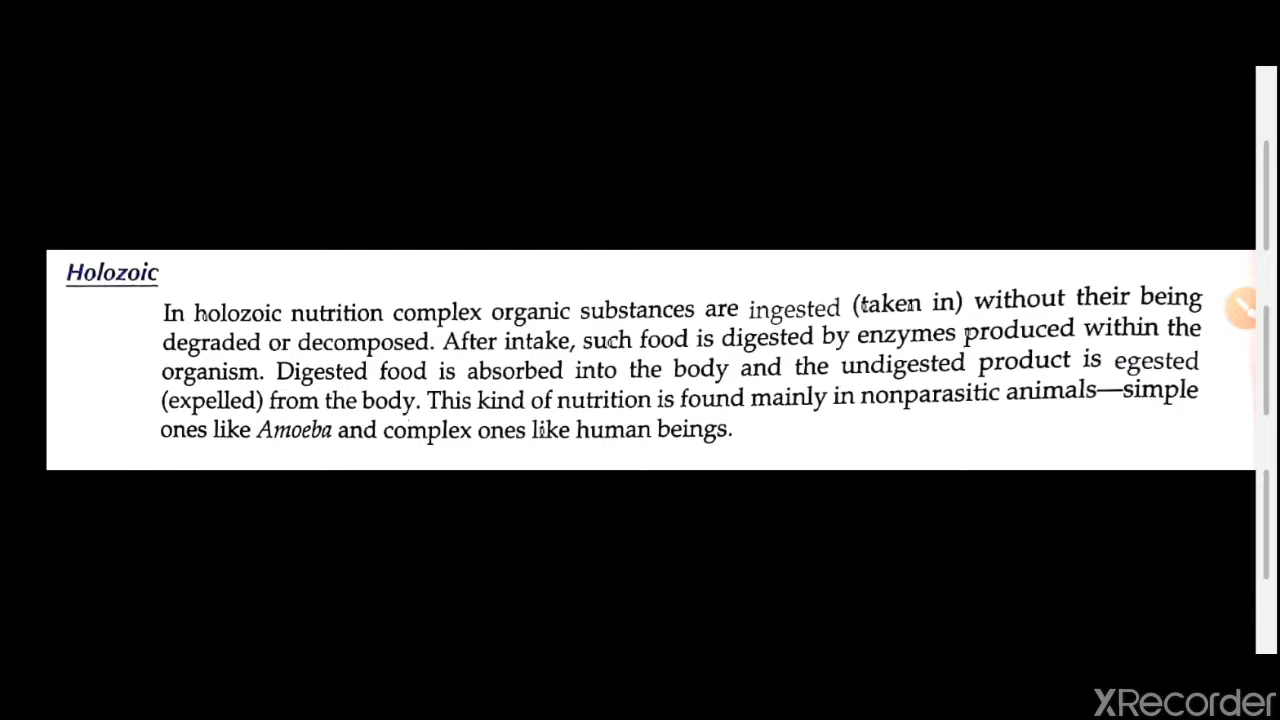 Holozoic
In holozoic nutrition complex organic substances are ingested (taken in) without their being
degraded or decomposed. After intake, such food is digested by enzymes produced within the
organism. Digested food is absorbed into the body and the undigested product is egested
(expelled) from the body. This kind of nutrition is found mainly in nonparasitic animals—simple
ones like Amoeba and complex ones like human beings.
XRecorder